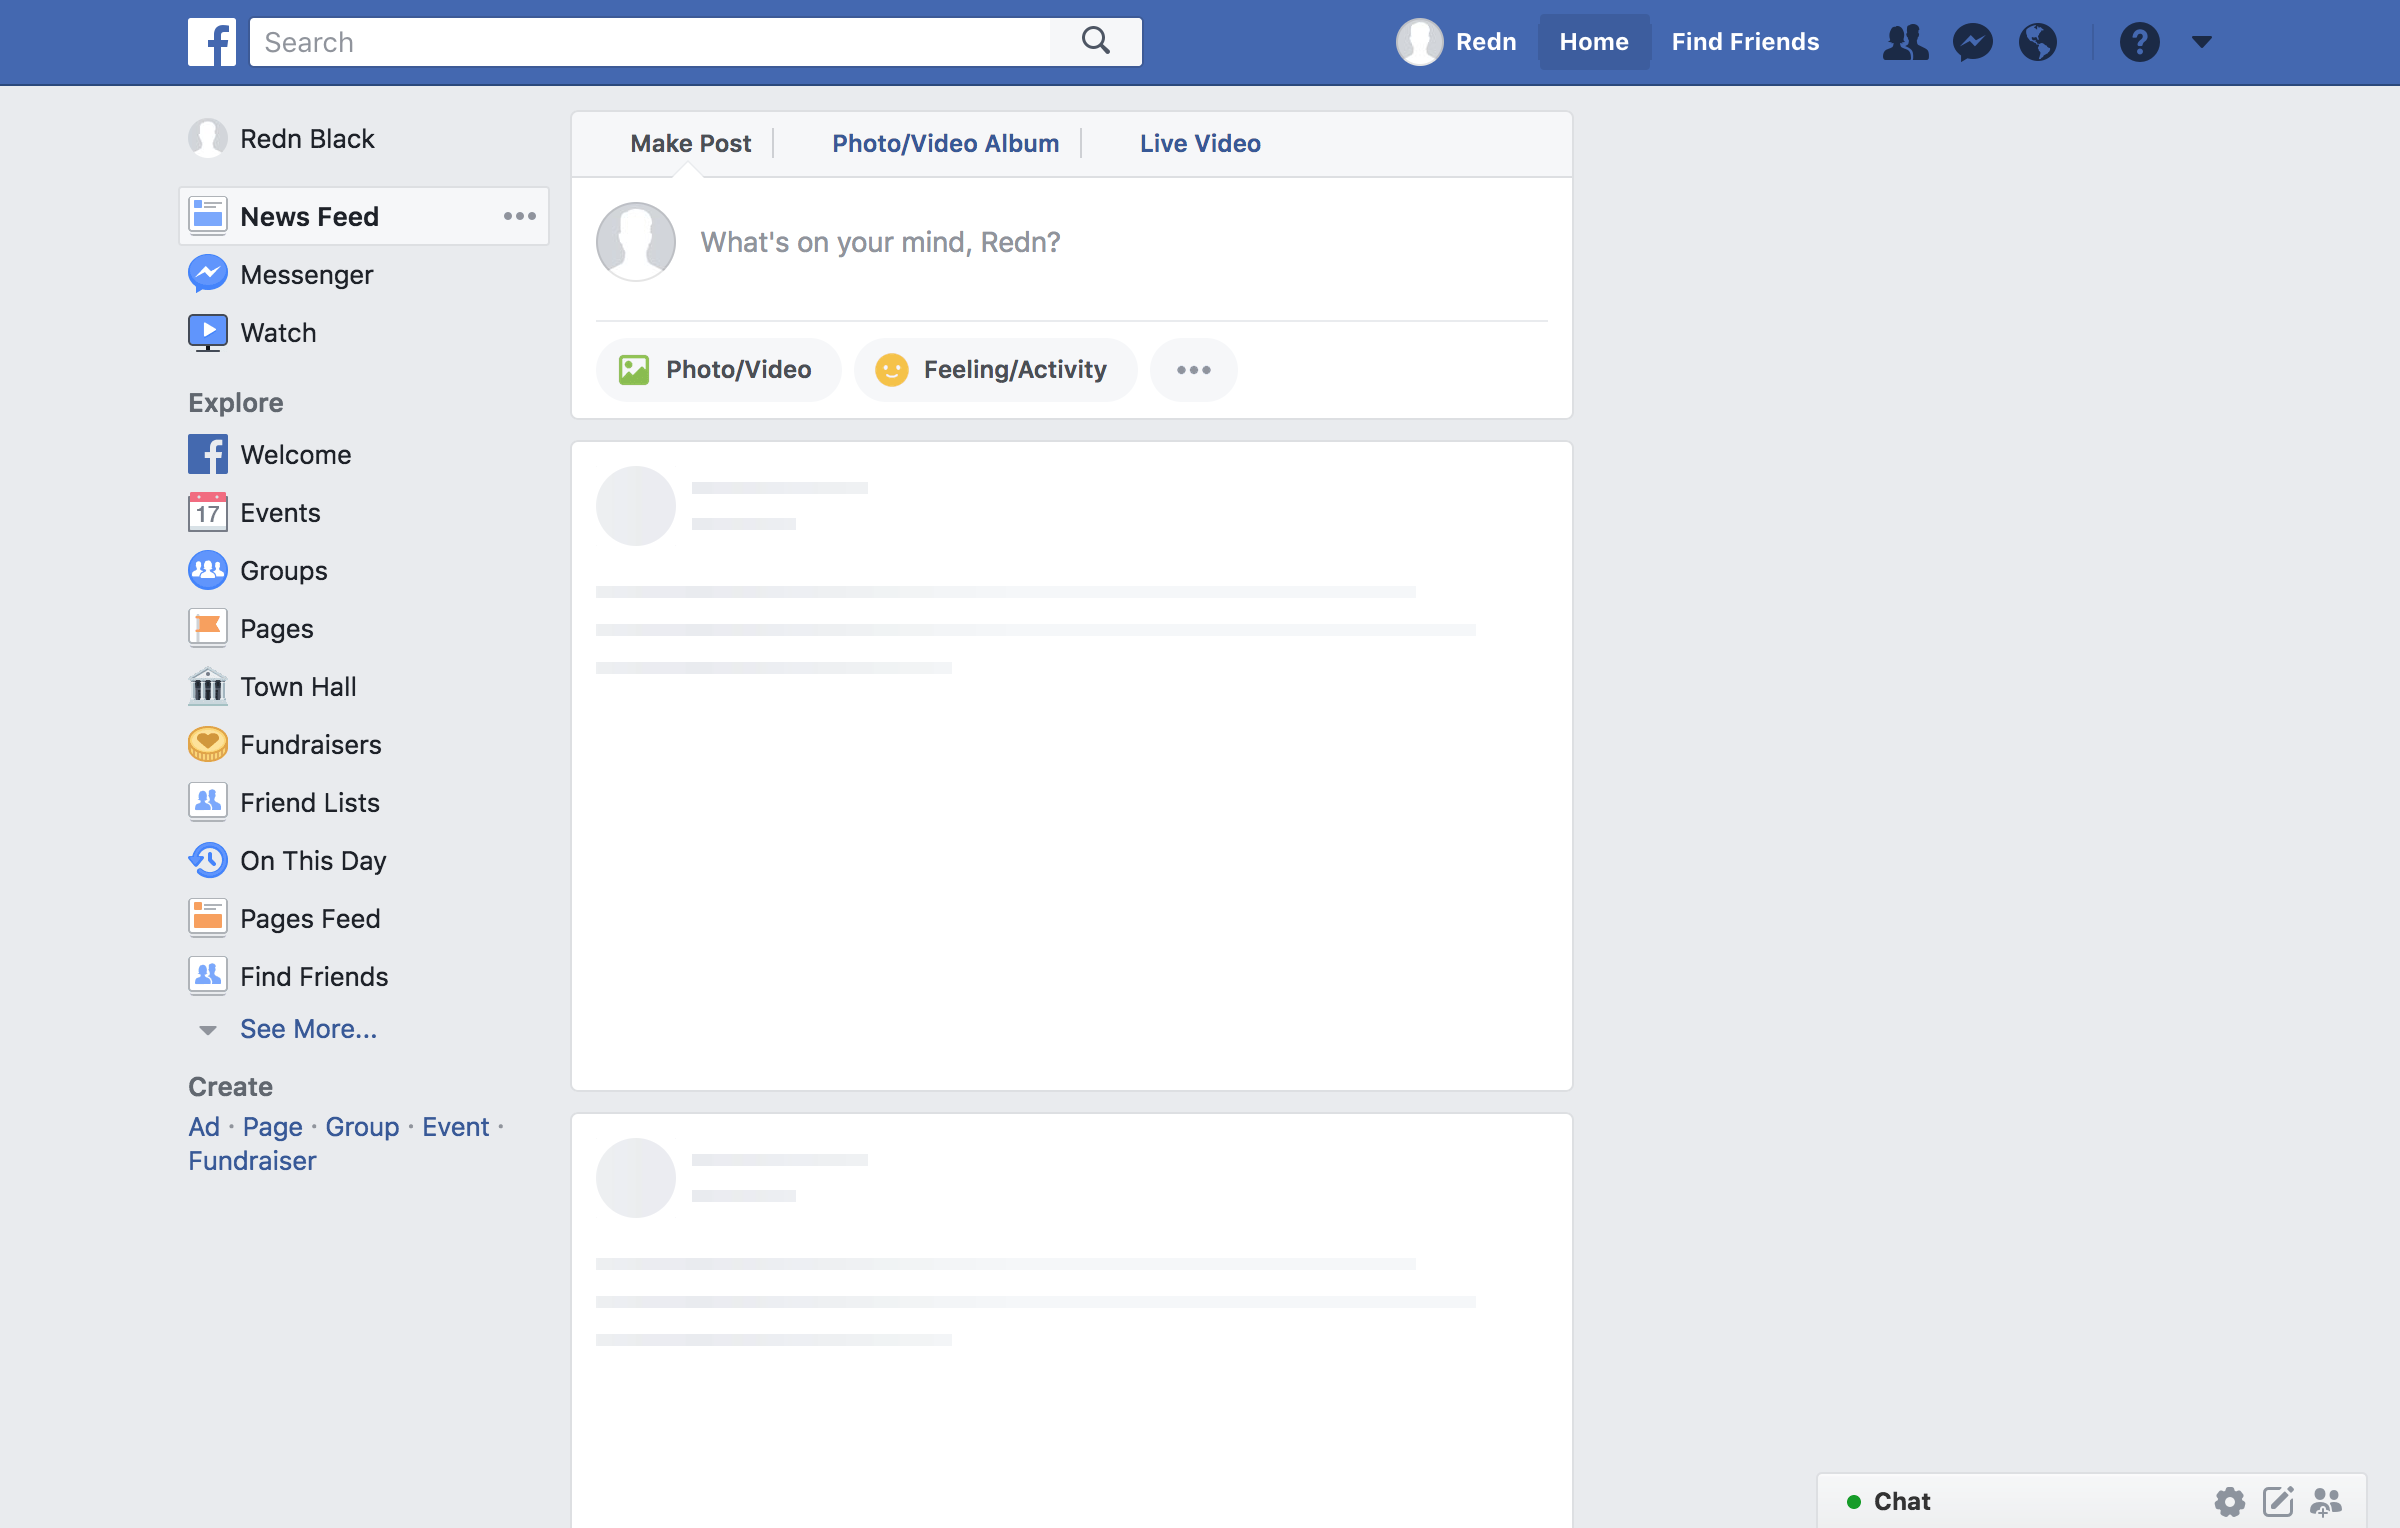 Search
Redn
Home
Find Friends
Redn Black
News Feed
Messenger
Watch
Explore
Welcome
17
Events
Groups
Pages
Town Hall
Fundraisers
Friend Lists
On This Day
Pages Feed
Find Friends
See More...
Create
Ad · Page · Group · Event ·
Fundraiser
Make Post
Photo/Video Album
Live Video
What's on your mind, Redn?
Photo/Video
Feeling/Activity
Chat